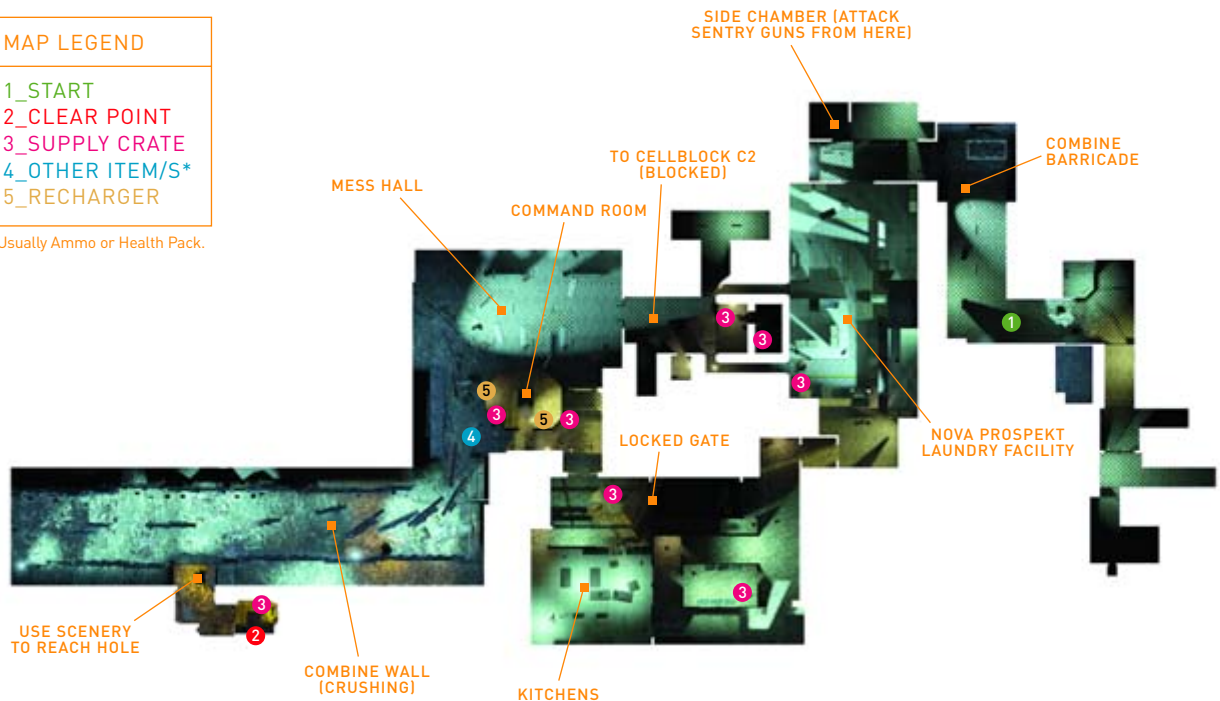 SIDE CHAMBER (ATTACK
SENTRY GUNS FROM HERE)
MAP LEGEND
1_START
2_CLEAR POINT
3_SUPPLY CRATE
4_OTHER ITEM/S*
5_RECHARGER
Usually Ammo or Health Pack.
COMBINE
BARRICADE
TO CELLBLOCK C2
(BLOCKED)
MESS HALL
COMMAND ROOM
3
1
3
3
5
3
5
3
4
LOCKED GATE
NOVA PROSPEKT
LAUNDRY FACILITY
3
3
3
2
USE SCENERY
TO REACH HOLE
COMBINE WALL
(CRUSHING)
KITCHENS